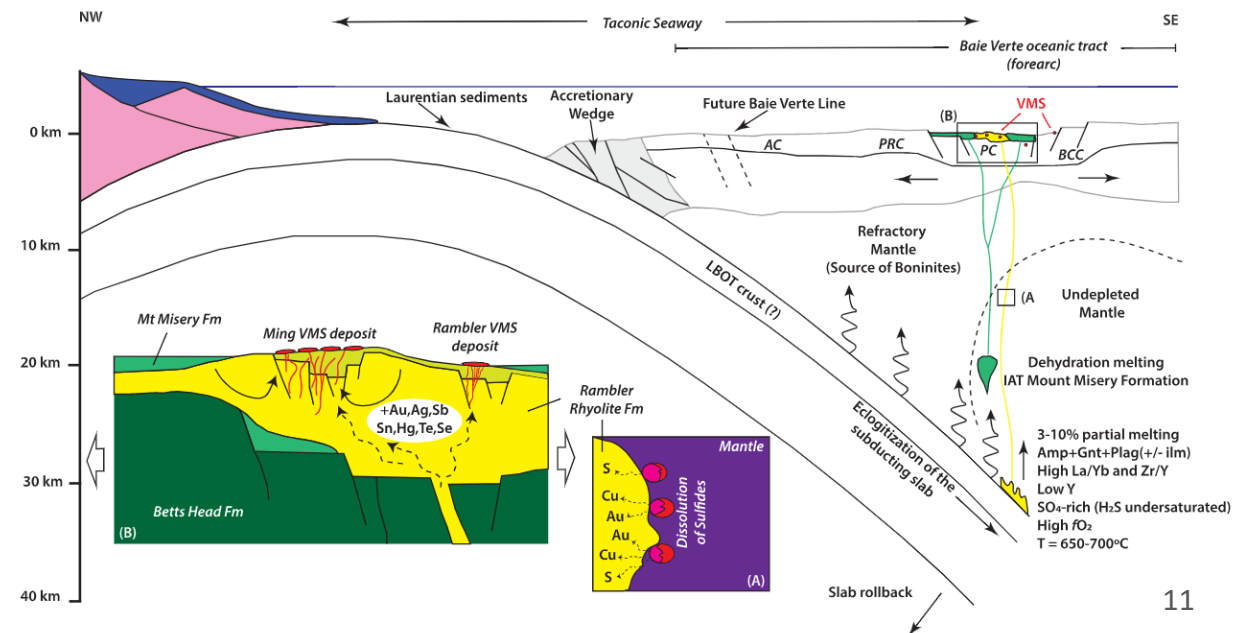 NW
Taconic Seaway
SE
Baie Verte oceanic tract
(forearc)
Laurentian sediments
Accretionary
Wedge
Future Baie Verte Line
VMS
(B)
0 km
AC
PRC
PC
BCC
10 km
Refractory
Mantle
(Source of Boninites)
LBOT crust (?)
(A
Undepleted
Mantle
Mt Misery Fm
Ming VMS deposit
Rambler VMS
deposit
20 km
Dehydration melting
IAT Mount Misery Formation
Rambler
Rhyolite Fm
+Au,Ag,Sb
Sn,Hg,Te,Se
Eclogitization of the
subducting slab
3-10% partial melting
Amp+Gnt+Plag(+/- ilm)
High La/Yb and Zr/Y
Low Y
SO₄-rich (H₂S undersaturated)
High fO₂
T = 650-700ºC
30 km
Betts Head Fm
(B)
Mantle
S
Cu
Au
Au
Cu
S
Dissolution
of Sulfides
(A)
40 km
Slab rollback
11